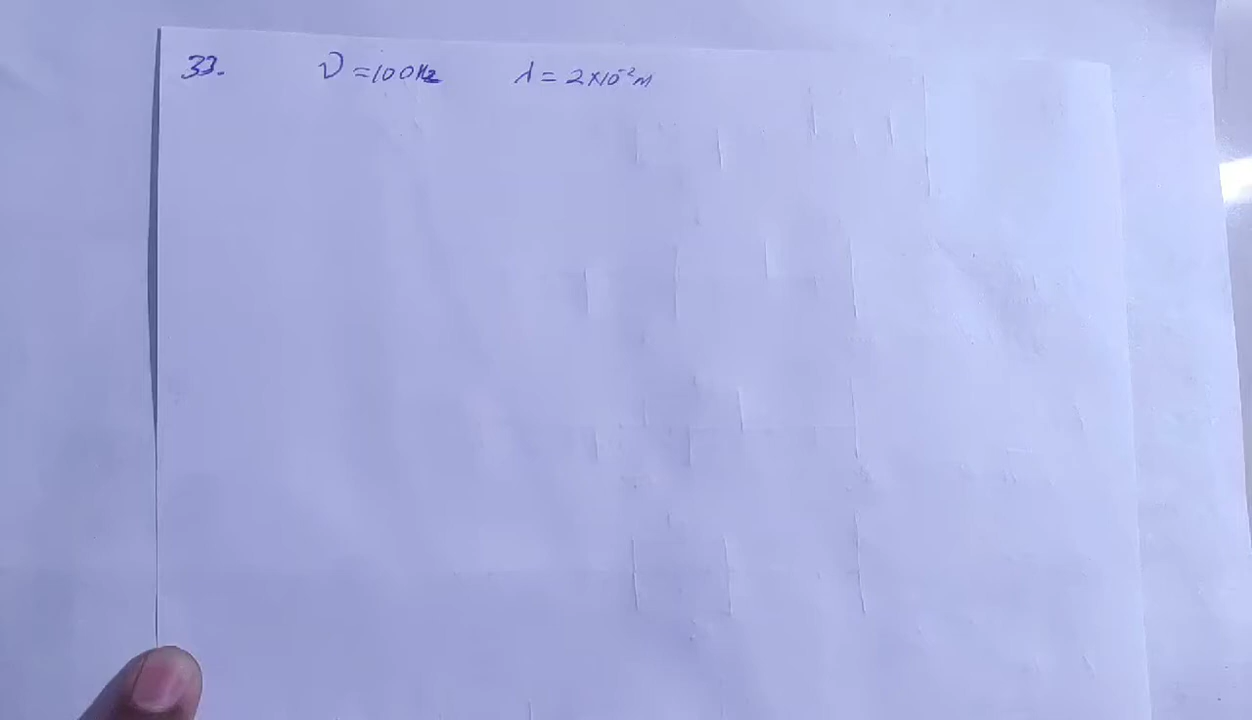 33. ν = 100Hz λ = 2×10⁻²m